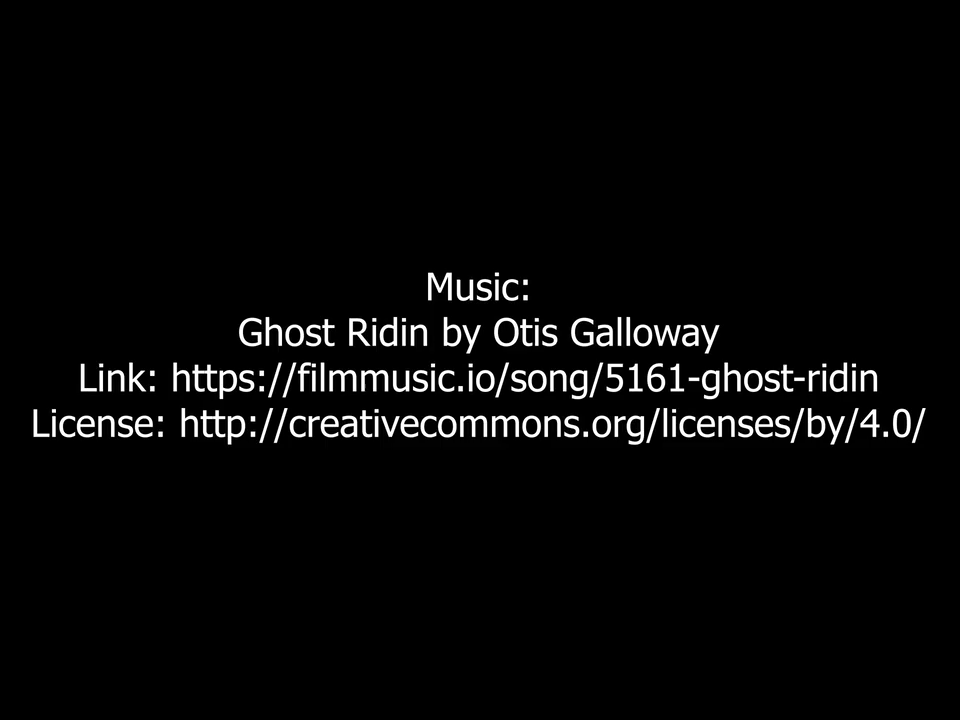 Music:
Ghost Ridin by Otis Galloway
Link: https://filmmusic.io/song/5161-ghost-ridin
License: http://creativecommons.org/licenses/by/4.0/